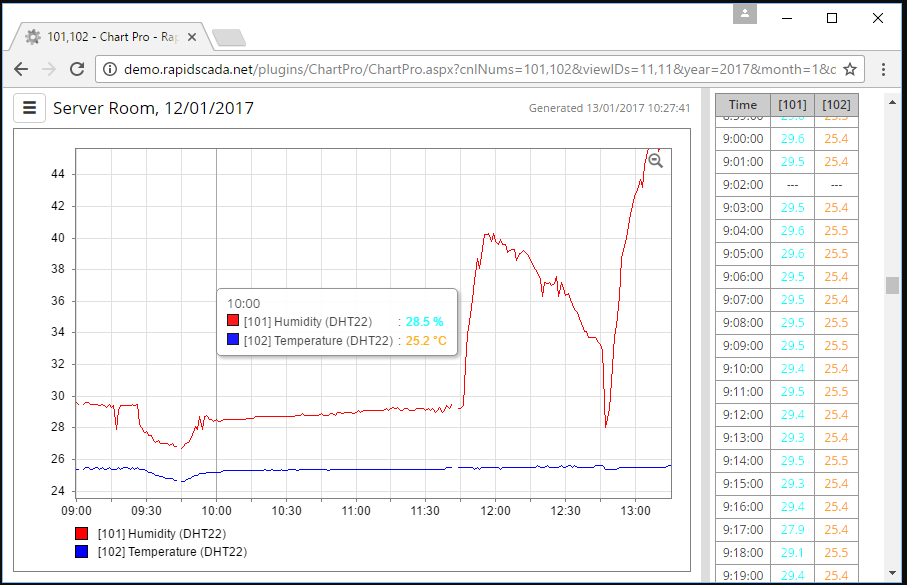 101,102 - Chart Pro - Rap
demo.rapidscada.net/plugins/ChartPro/ChartPro.aspx?cnlNums=101,102&viewIDs=11,11&year=2017&month=1&c
Server Room, 12/01/2017
Generated 13/01/2017 10:27:41
44
42
40
38
36
34
32
30
28
26
24
09:00 09:30 10:00 10:30 11:00 11:30 12:00 12:30 13:00
10:00
[101] Humidity (DHT22) : 28.5 %
[102] Temperature (DHT22) : 25.2 °C
[101] Humidity (DHT22)
[102] Temperature (DHT22)
Time [101] [102]
8:59:00 29.6 25.5
9:00:00 29.6 25.4
9:01:00 29.5 25.4
9:02:00 --- ---
9:03:00 29.5 25.4
9:04:00 29.6 25.5
9:05:00 29.6 25.5
9:06:00 29.5 25.4
9:07:00 29.5 25.4
9:08:00 29.5 25.5
9:09:00 29.5 25.5
9:10:00 29.4 25.4
9:11:00 29.5 25.5
9:12:00 29.4 25.4
9:13:00 29.3 25.4
9:14:00 29.5 25.5
9:15:00 29.3 25.4
9:16:00 29.4 25.4
9:17:00 27.9 25.4
9:18:00 29.1 25.5
9:19:00 29.4 25.4